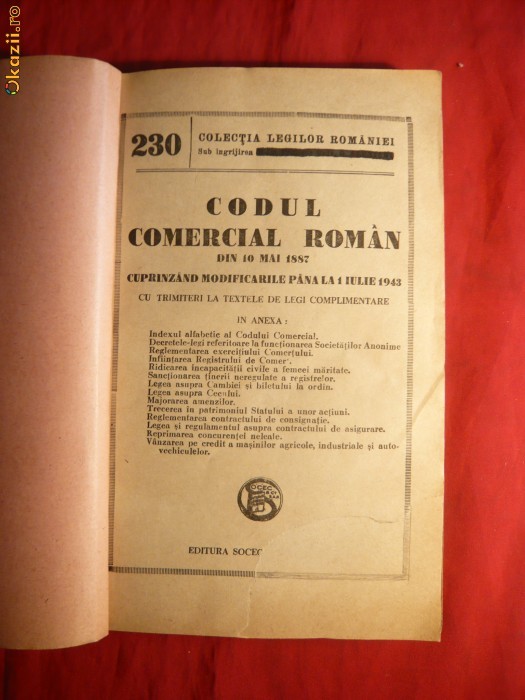 Okazii.ro
230
COLECȚIA LEGILOR ROMÂNIEI
Sub îngrijirea
CODUL
COMERCIAL ROMÂN
DIN 10 MAI 1887
CUPRINZÂND MODIFICARILE PÂNA LA 1 IULIE 1943
CU TRIMITERI LA TEXTELE DE LEGI COMPLIMENTARE
IN ANEXA :
Indexul alfabetic al Codului Comercial.
Decretele-legi referitoare la funcționarea Societăților Anonime
Reglementarea exercițiului Comerțului.
Infiintarea Registrului de Comerț
Ridicarea incapacității civile a femeei măritate.
Sancționarea ținerii neregulate a registrelor.
Legea asupra Cambiei și biletului la ordin.
Legea asupra Cecului.
Majorarea amenzilor.
Trecerea în patrimoniul Statului a unor acțiuni.
Reglementarea contractului de consignație.
Legea și regulamentul asupra contractului de asigurare.
Reprimarea concurenței neleale.
Vânzarea pe credit a mașinilor agricole, industriale și auto-
vechiculelor.
SOCEC
EDITURA SOCEC